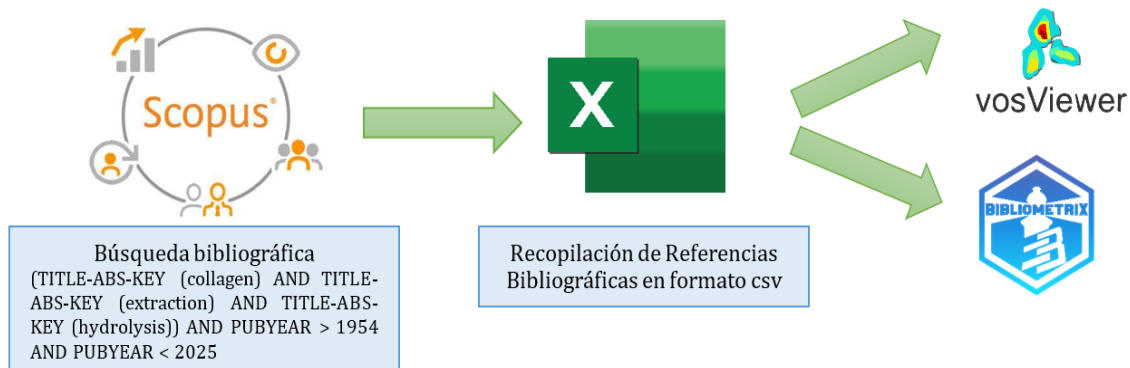 Scopus®
X
vosViewer
BIBLIOMETRIX
Búsqueda bibliográfica
(TITLE-ABS-KEY (collagen) AND TITLE-
ABS-KEY (extraction) AND TITLE-ABS-
KEY (hydrolysis)) AND PUBYEAR > 1954
AND PUBYEAR < 2025
Recopilación de Referencias
Bibliográficas en formato csv